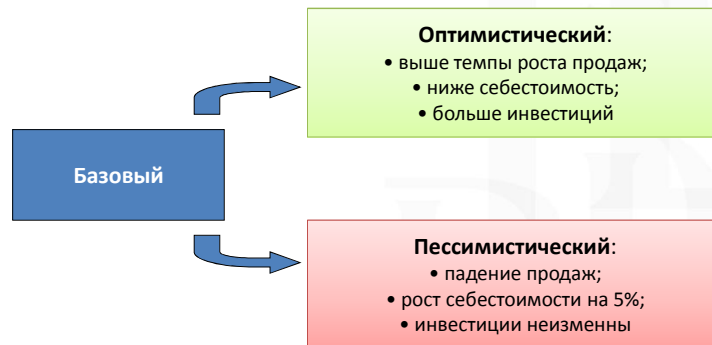 Оптимистический:
• выше темпы роста продаж;
• ниже себестоимость;
• больше инвестиций
Базовый
Пессимистический:
• падение продаж;
• рост себестоимости на 5%;
• инвестиции неизменны